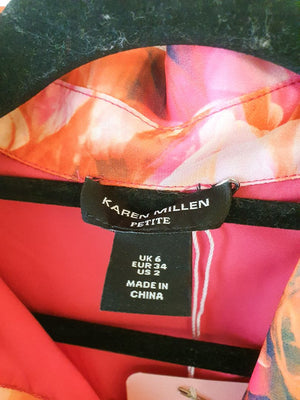 KAREN MILLEN
PETITE
UK 6
EUR 34
US 2
MADE IN
CHINA